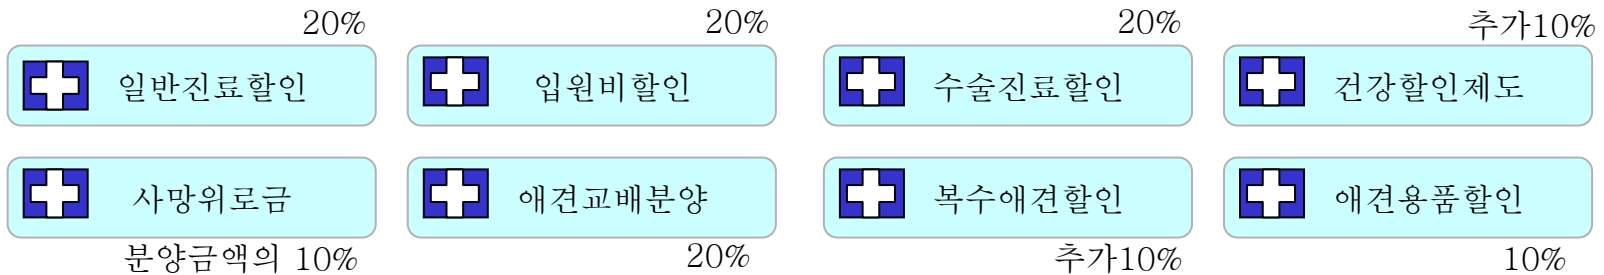 20%
20%
20%
추가10%
일반진료할인
입원비할인
수술진료할인
건강할인제도
사망위로금
애견교배분양
복수애견할인
애견용품할인
분양금액의 10%
20%
추가10%
10%